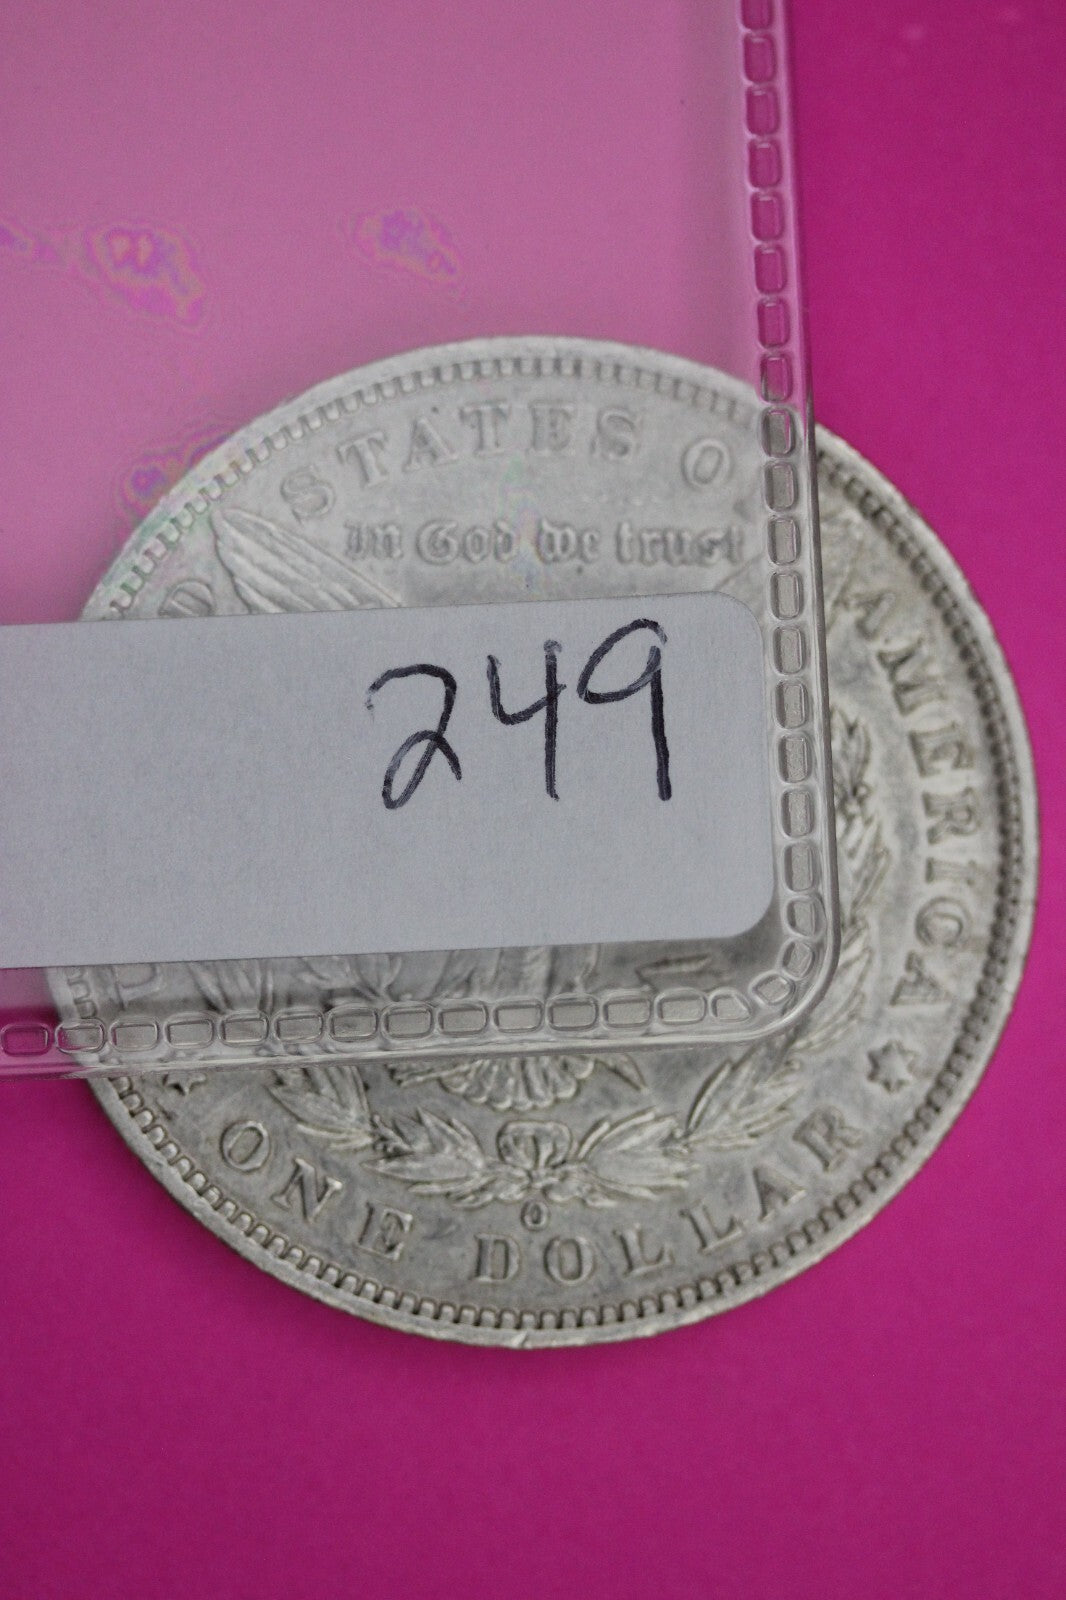 STATES O
In God we trust
AMERICA
249
ONE DOLLAR
O